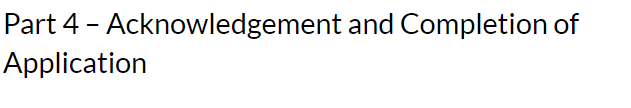 Part 4 – Acknowledgement and Completion of
Application